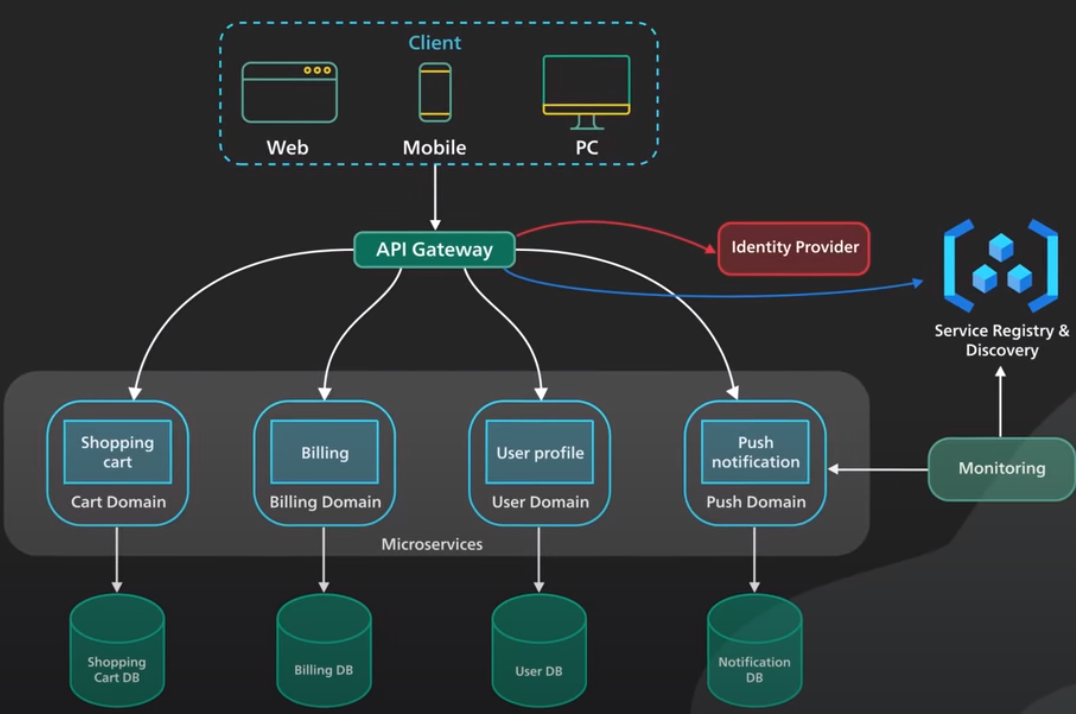 Client
Web
Mobile
PC
API Gateway
Identity Provider
Service Registry &
Discovery
Shopping
cart
Cart Domain
Billing
Billing Domain
User profile
User Domain
Push
notification
Push Domain
Monitoring
Microservices
Shopping
Cart DB
Billing DB
User DB
Notification
DB